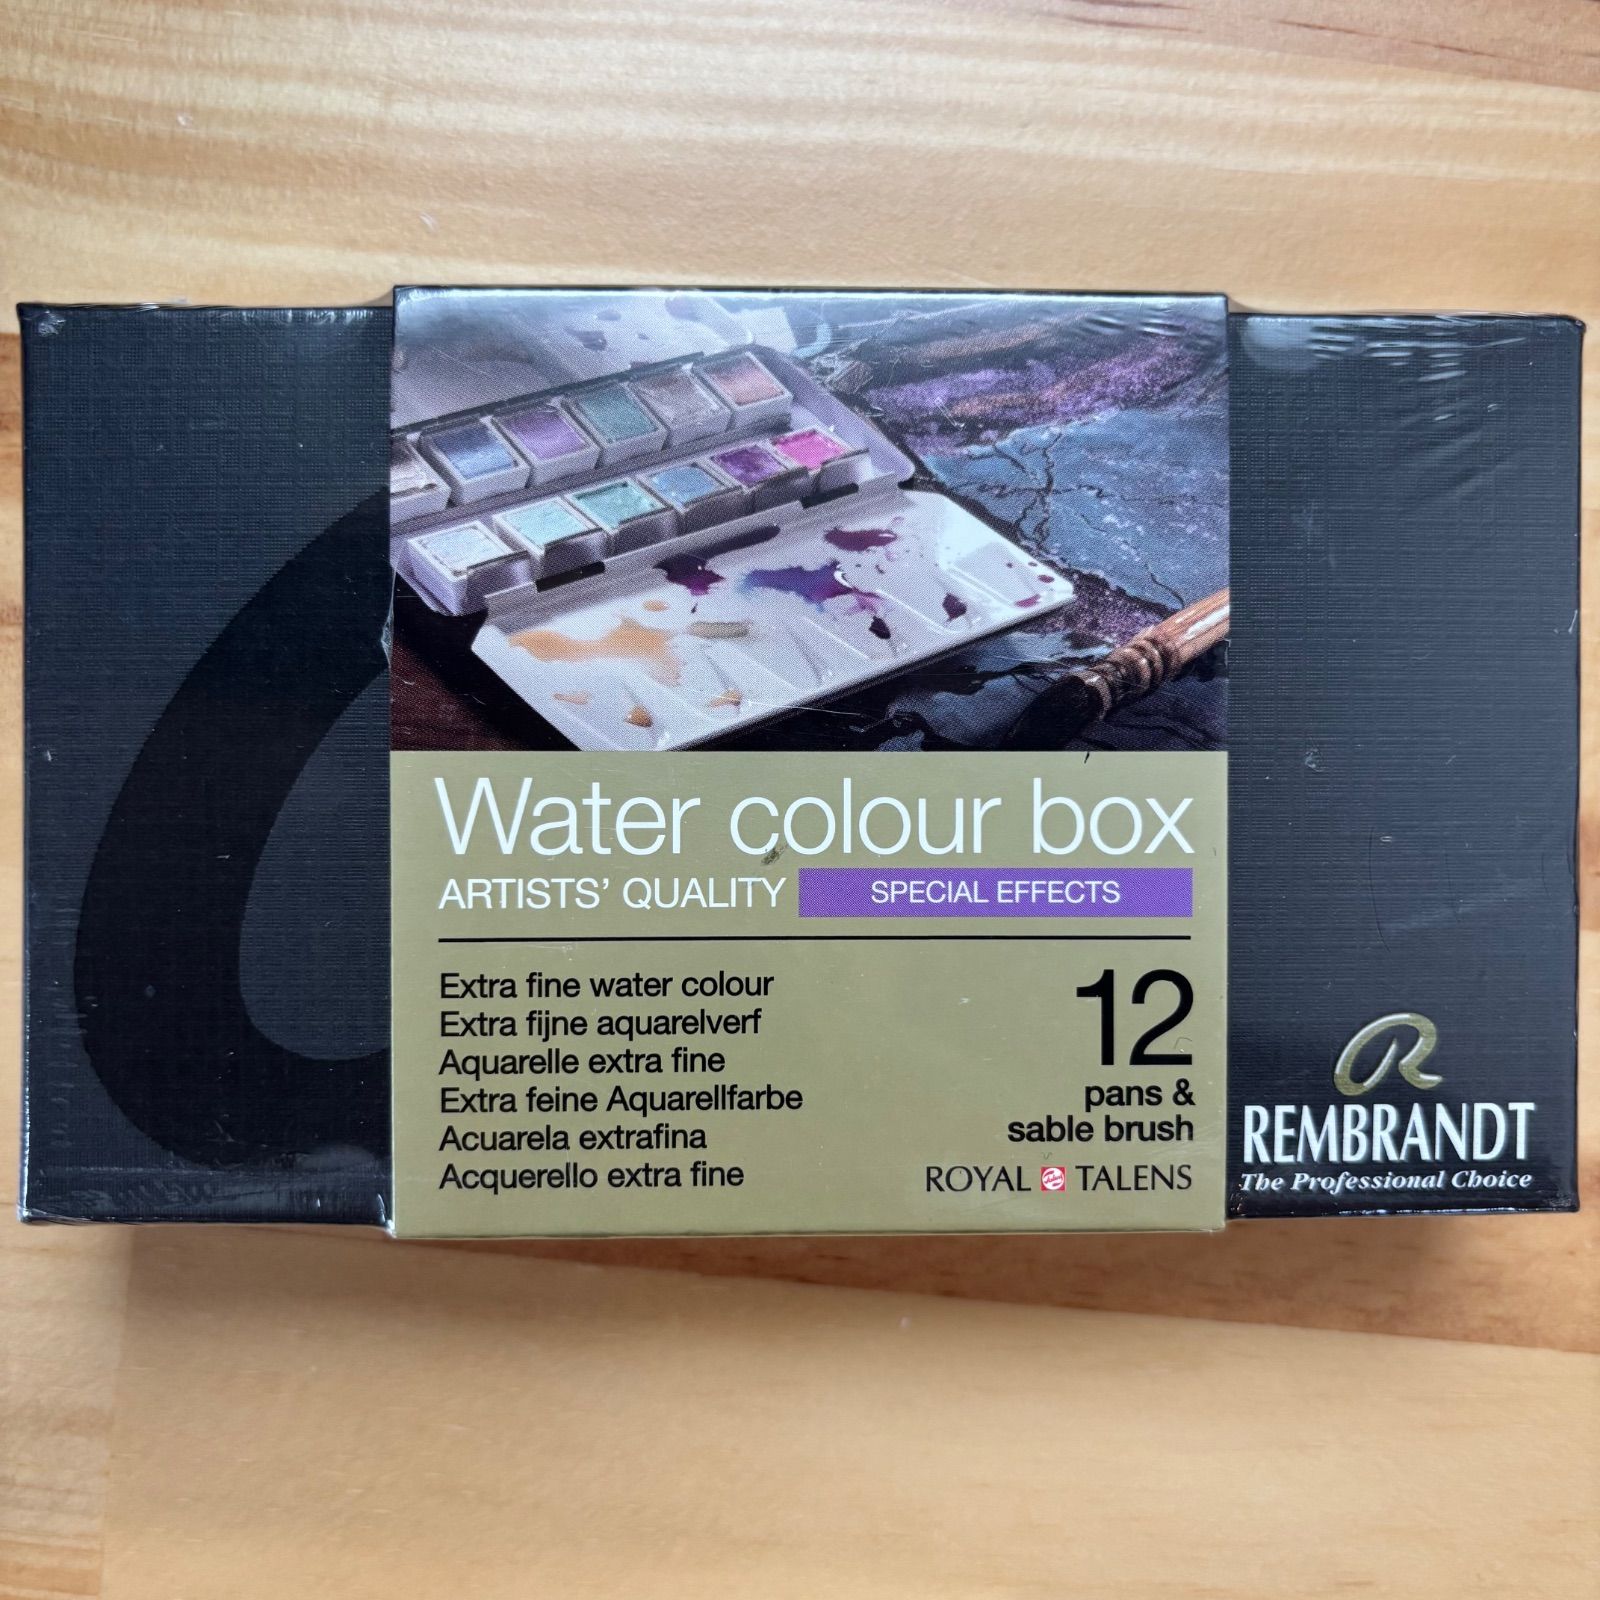 Water colour box
ARTISTS' QUALITY SPECIAL EFFECTS
Extra fine water colour
Extra fijne aquarelverf
Aquarelle extra fine
Extra feine Aquarellfarbe
Acuarela extrafina
Acquerello extra fine
12
pans &
sable brush
ROYAL TALENS
R
REMBRANDT
The Professional Choice